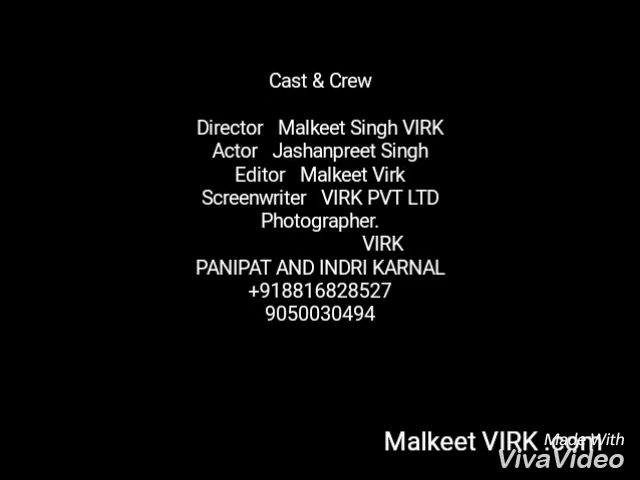 Cast & Crew
Director Malkeet Singh VIRK
Actor Jashanpreet Singh
Editor Malkeet Virk
Screenwriter VIRK PVT LTD
Photographer.
VIRK
PANIPAT AND INDRI KARNAL
+918816828527
9050030494
Malkeet VIRK .com
Made With
VivaVideo